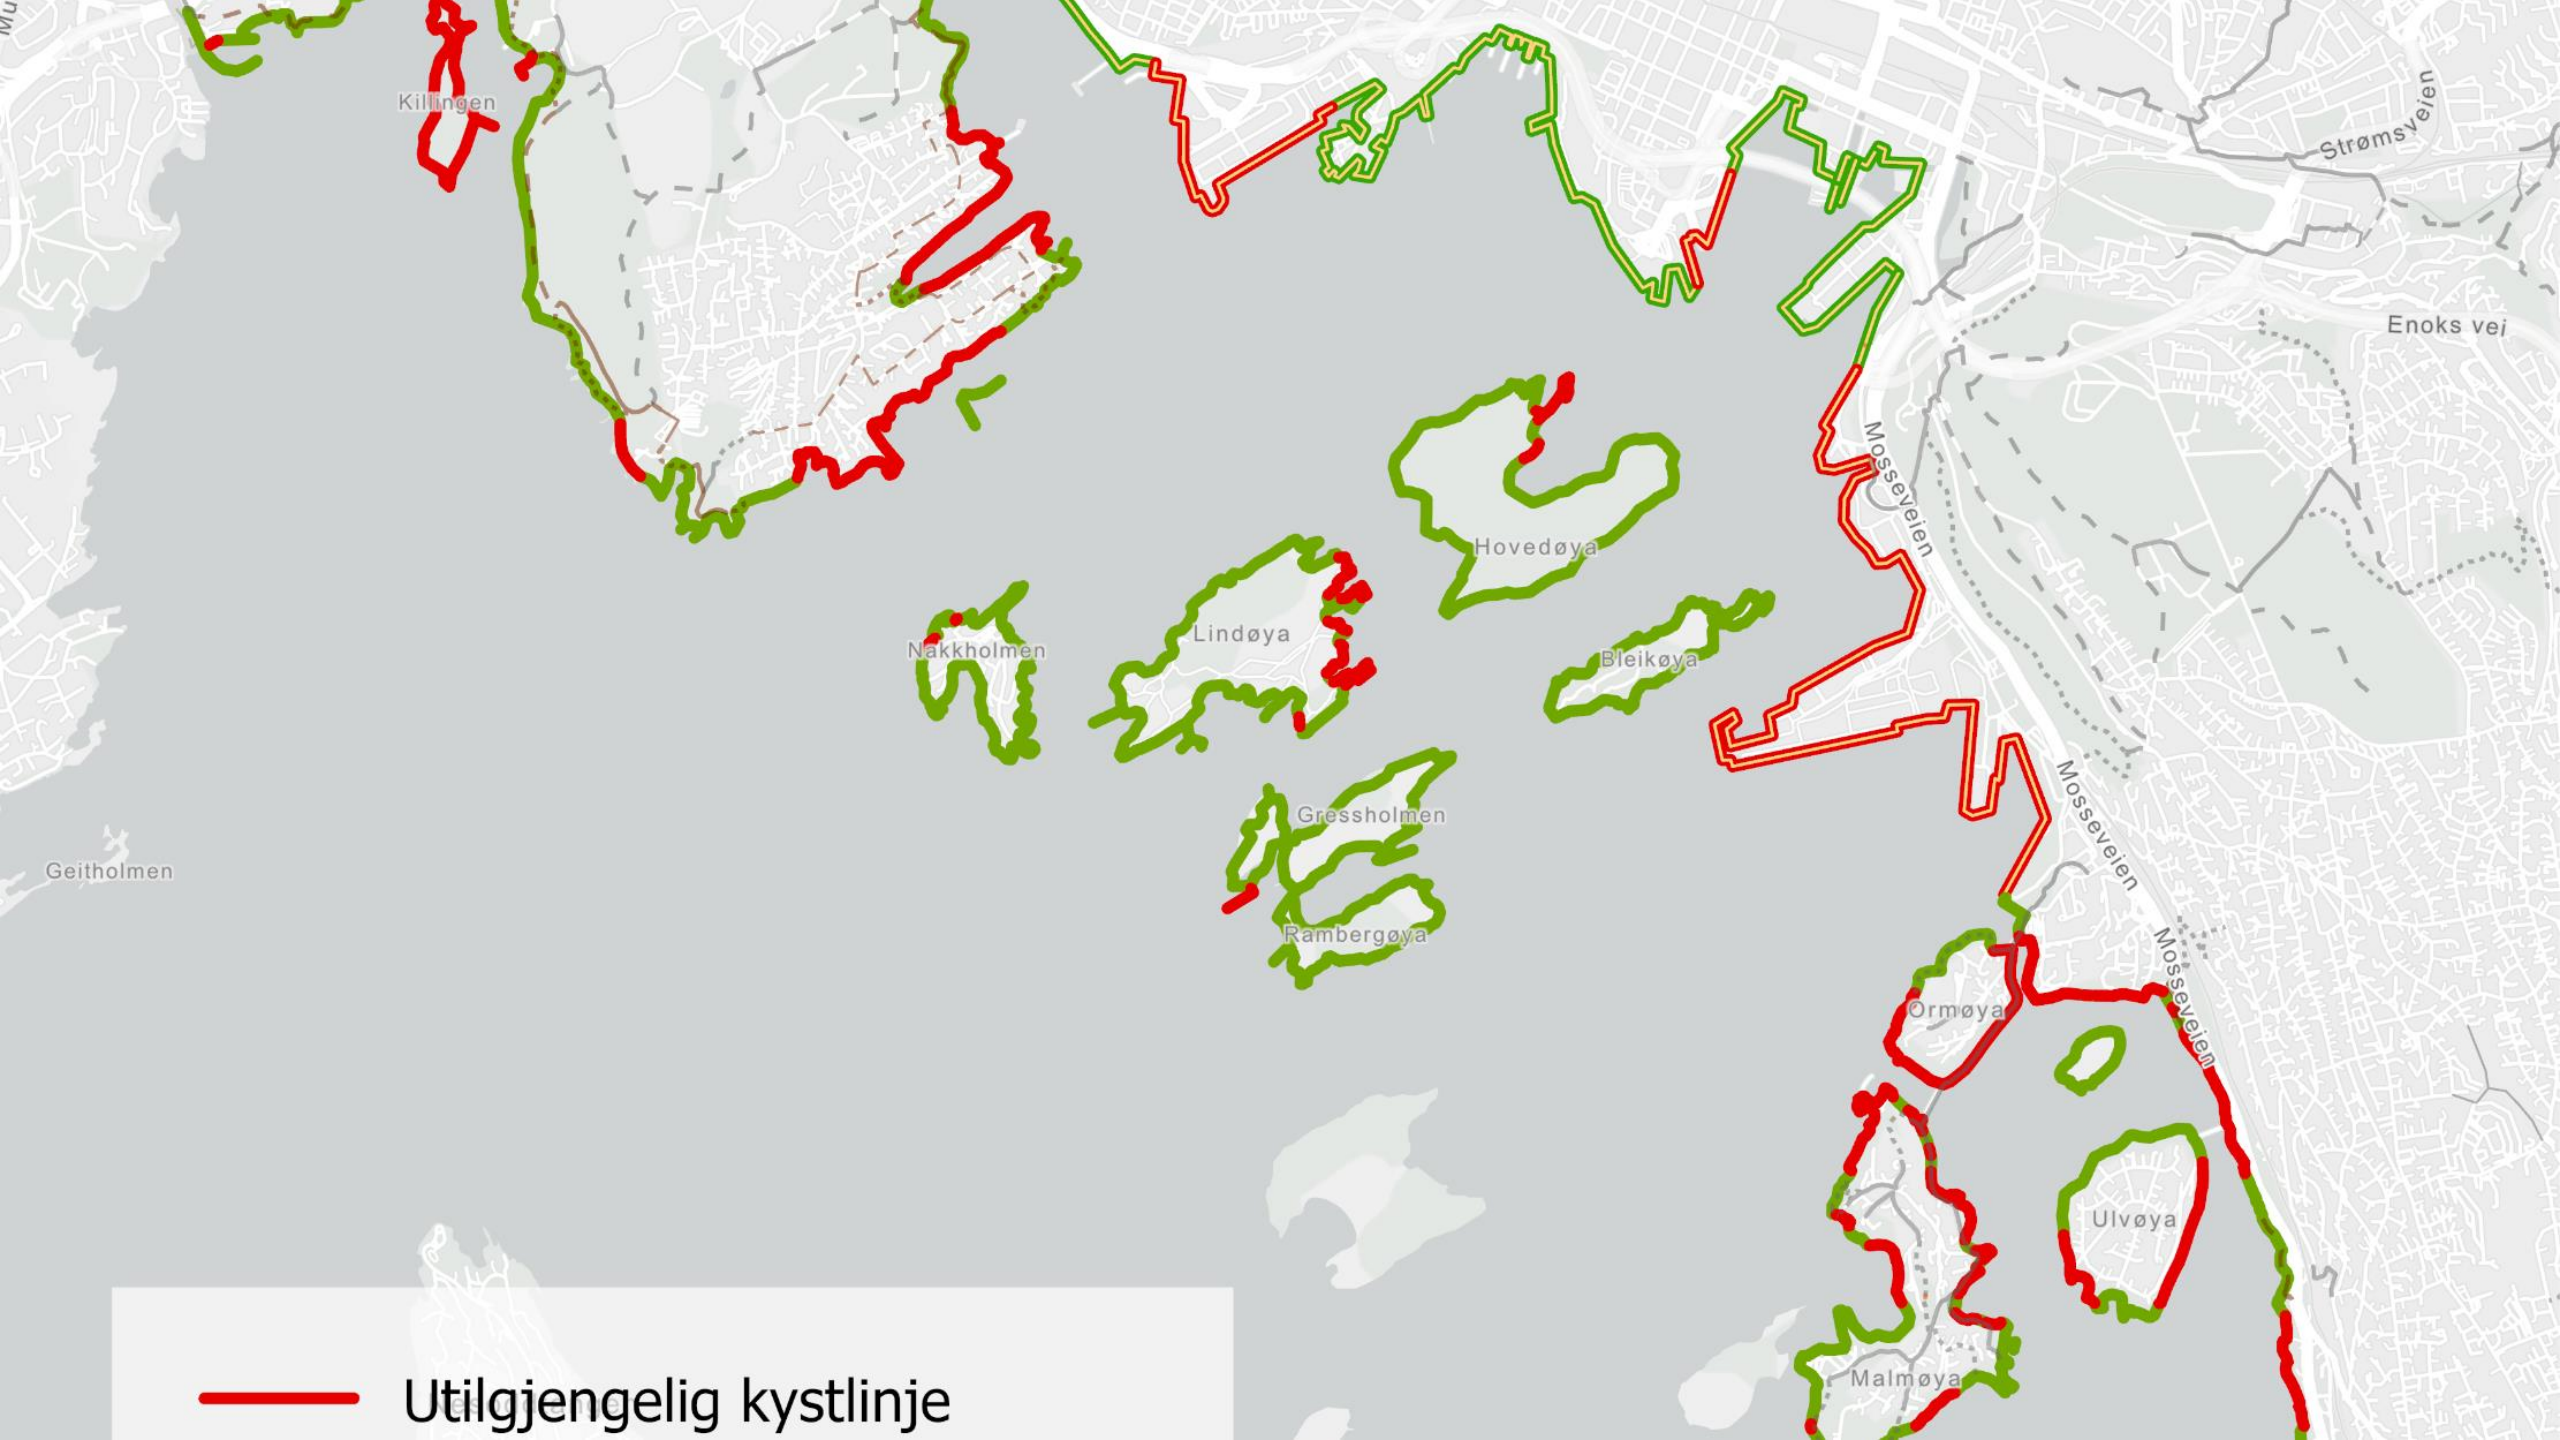 Mu
Killingen
Strømsveien
Enoks vei
Mosseveien
Hovedøya
Lindøya
Nakkholmen
Bleikøya
Mosseveien
Gressholmen
Geitholmen
Rambergøya
Mosseveien
Ormøya
Ulvøya
Malmøya
Utilgjengelig kystlinje